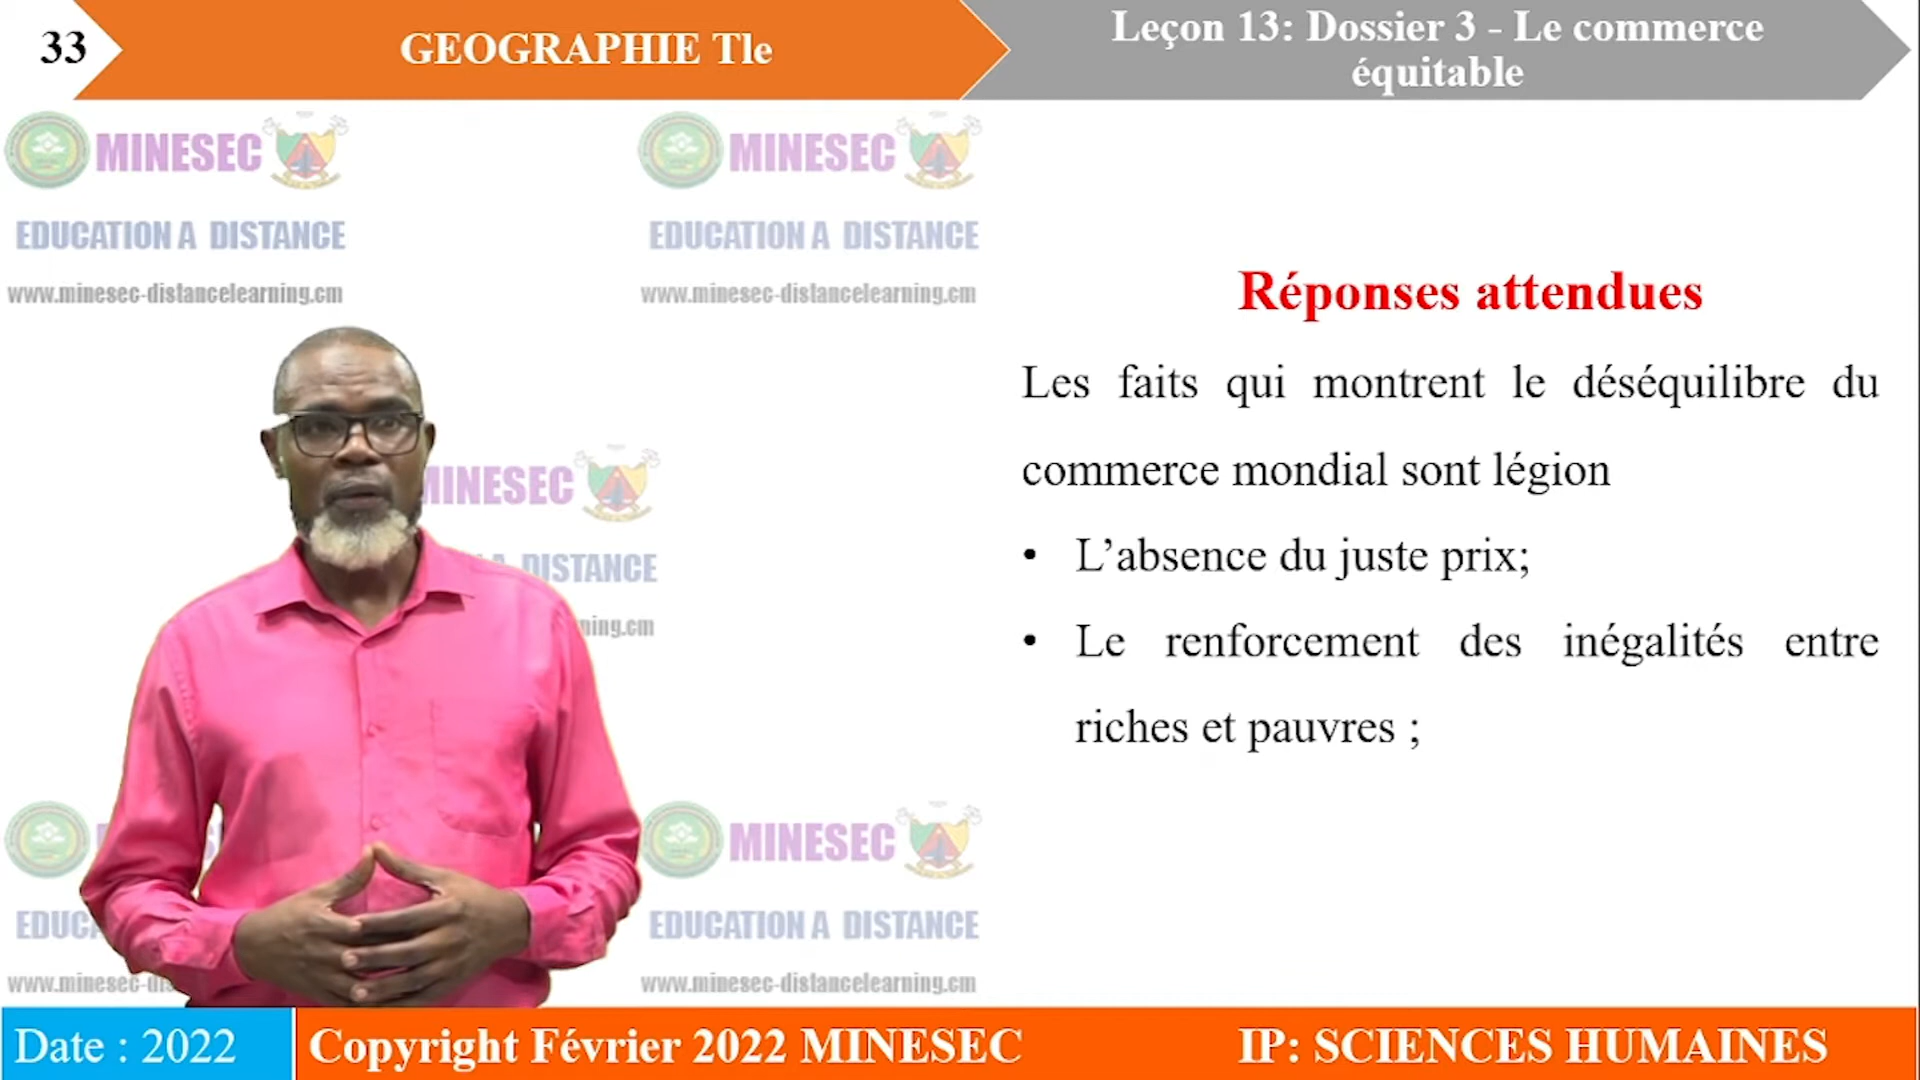 33
GEOGRAPHIE Tle
Leçon 13: Dossier 3 - Le commerce
équitable
MINESEC
EDUCATION A DISTANCE
www.minesec-distancelearning.cm
MINESEC
EDUCATION A DISTANCE
www.minesec-distancelearning.cm
Réponses attendues
Les faits qui montrent le déséquilibre du
commerce mondial sont légion
• L’absence du juste prix;
• Le renforcement des inégalités entre
riches et pauvres ;
MINESEC
DISTANCE
MINESEC
EDUCATION A DISTANCE
www.minesec-distancelearning.cm
Date : 2022
Copyright Février 2022 MINESEC
IP: SCIENCES HUMAINES